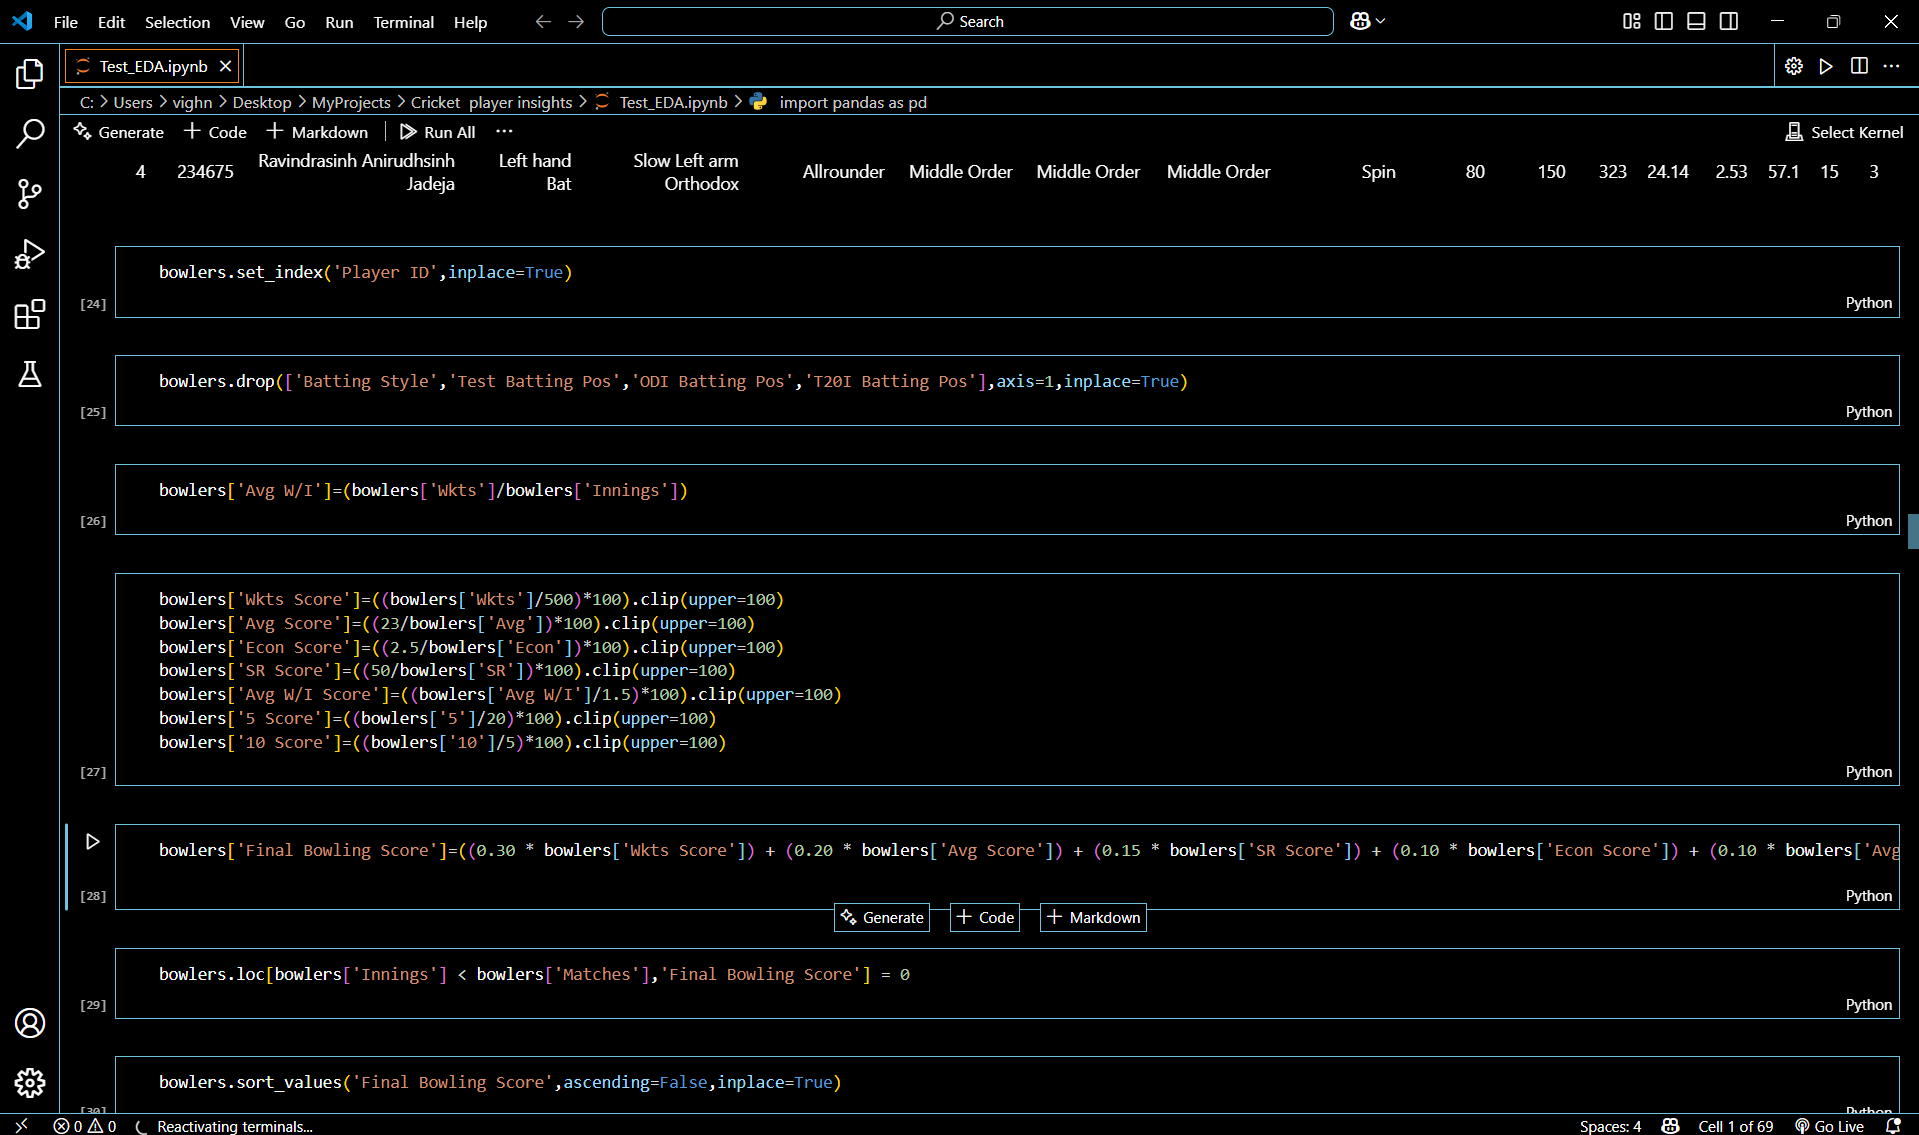 File Edit Selection View Go Run Terminal Help Search
Test_EDA.ipynb
C: > Users > vighn > Desktop > MyProjects > Cricket player insights > Test_EDA.ipynb > import pandas as pd
Generate + Code + Markdown Run All ... Select Kernel
4 234675 Ravindrasinh Anirudhsinh Jadeja Left hand Bat Slow Left arm Orthodox Allrounder Middle Order Middle Order Middle Order Spin 80 150 323 24.14 2.53 57.1 15 3
bowlers.set_index('Player ID',inplace=True)
[24] Python
bowlers.drop(['Batting Style','Test Batting Pos','ODI Batting Pos','T20I Batting Pos'],axis=1,inplace=True)
[25] Python
bowlers['Avg W/I']=(bowlers['Wkts']/bowlers['Innings'])
[26] Python
bowlers['Wkts Score']=((bowlers['Wkts']/500)*100).clip(upper=100)
bowlers['Avg Score']=((23/bowlers['Avg'])*100).clip(upper=100)
bowlers['Econ Score']=((2.5/bowlers['Econ'])*100).clip(upper=100)
bowlers['SR Score']=((50/bowlers['SR'])*100).clip(upper=100)
bowlers['Avg W/I Score']=((bowlers['Avg W/I']/1.5)*100).clip(upper=100)
bowlers['5 Score']=((bowlers['5']/20)*100).clip(upper=100)
bowlers['10 Score']=((bowlers['10']/5)*100).clip(upper=100)
[27] Python
bowlers['Final Bowling Score']=((0.30 * bowlers['Wkts Score']) + (0.20 * bowlers['Avg Score']) + (0.15 * bowlers['SR Score']) + (0.10 * bowlers['Econ Score']) + (0.10 * bowlers['Avg
[28] Python
Generate + Code + Markdown
bowlers.loc[bowlers['Innings'] < bowlers['Matches'],'Final Bowling Score'] = 0
[29] Python
bowlers.sort_values('Final Bowling Score',ascending=False,inplace=True)
[30] Python
0 0 Reactivating terminals... Spaces: 4 Cell 1 of 69 Go Live